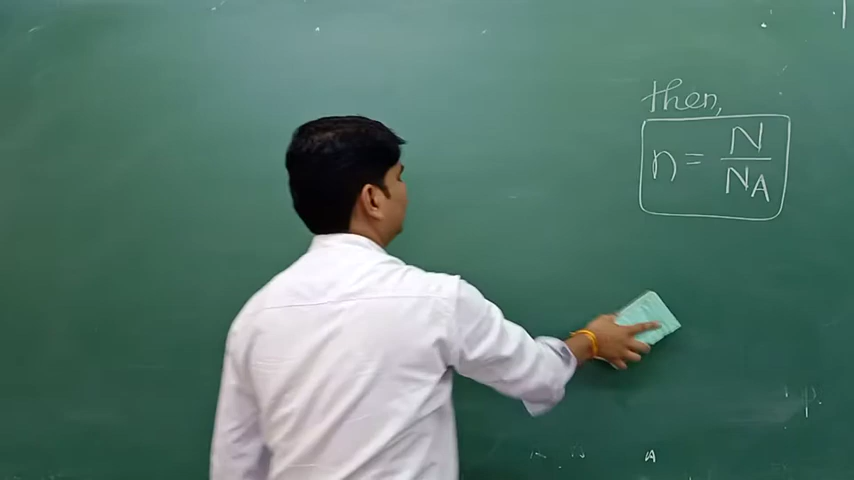 then,
n = N / NA
A